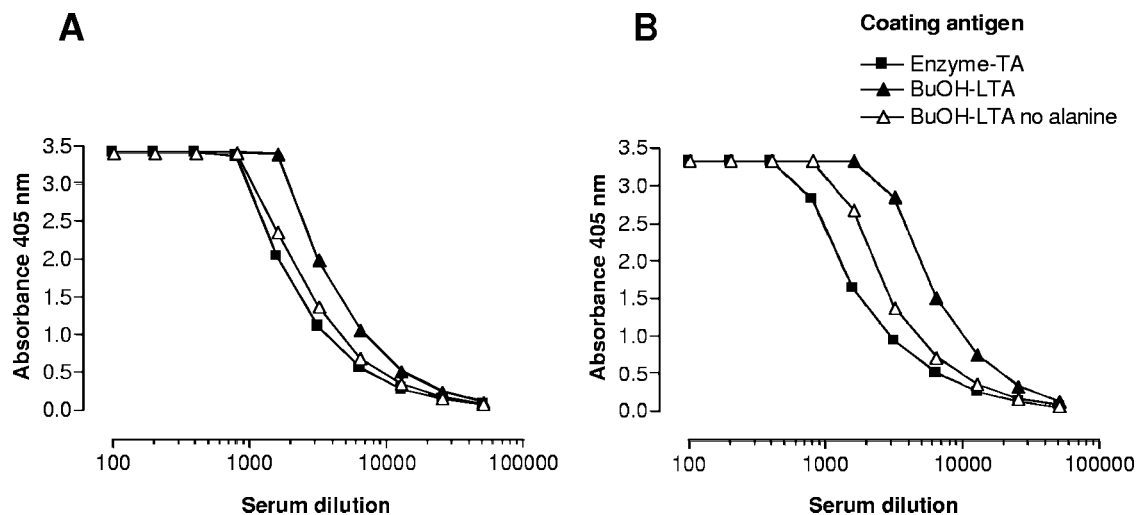 A
B
Coating antigen
Enzyme-TA
BuOH-LTA
BuOH-LTA no alanine
Absorbance 405 nm
3.5
3.0
2.5
2.0
1.5
1.0
0.5
0.0
100
1000
10000
100000
Serum dilution
Absorbance 405 nm
3.5
3.0
2.5
2.0
1.5
1.0
0.5
0.0
100
1000
10000
100000
Serum dilution